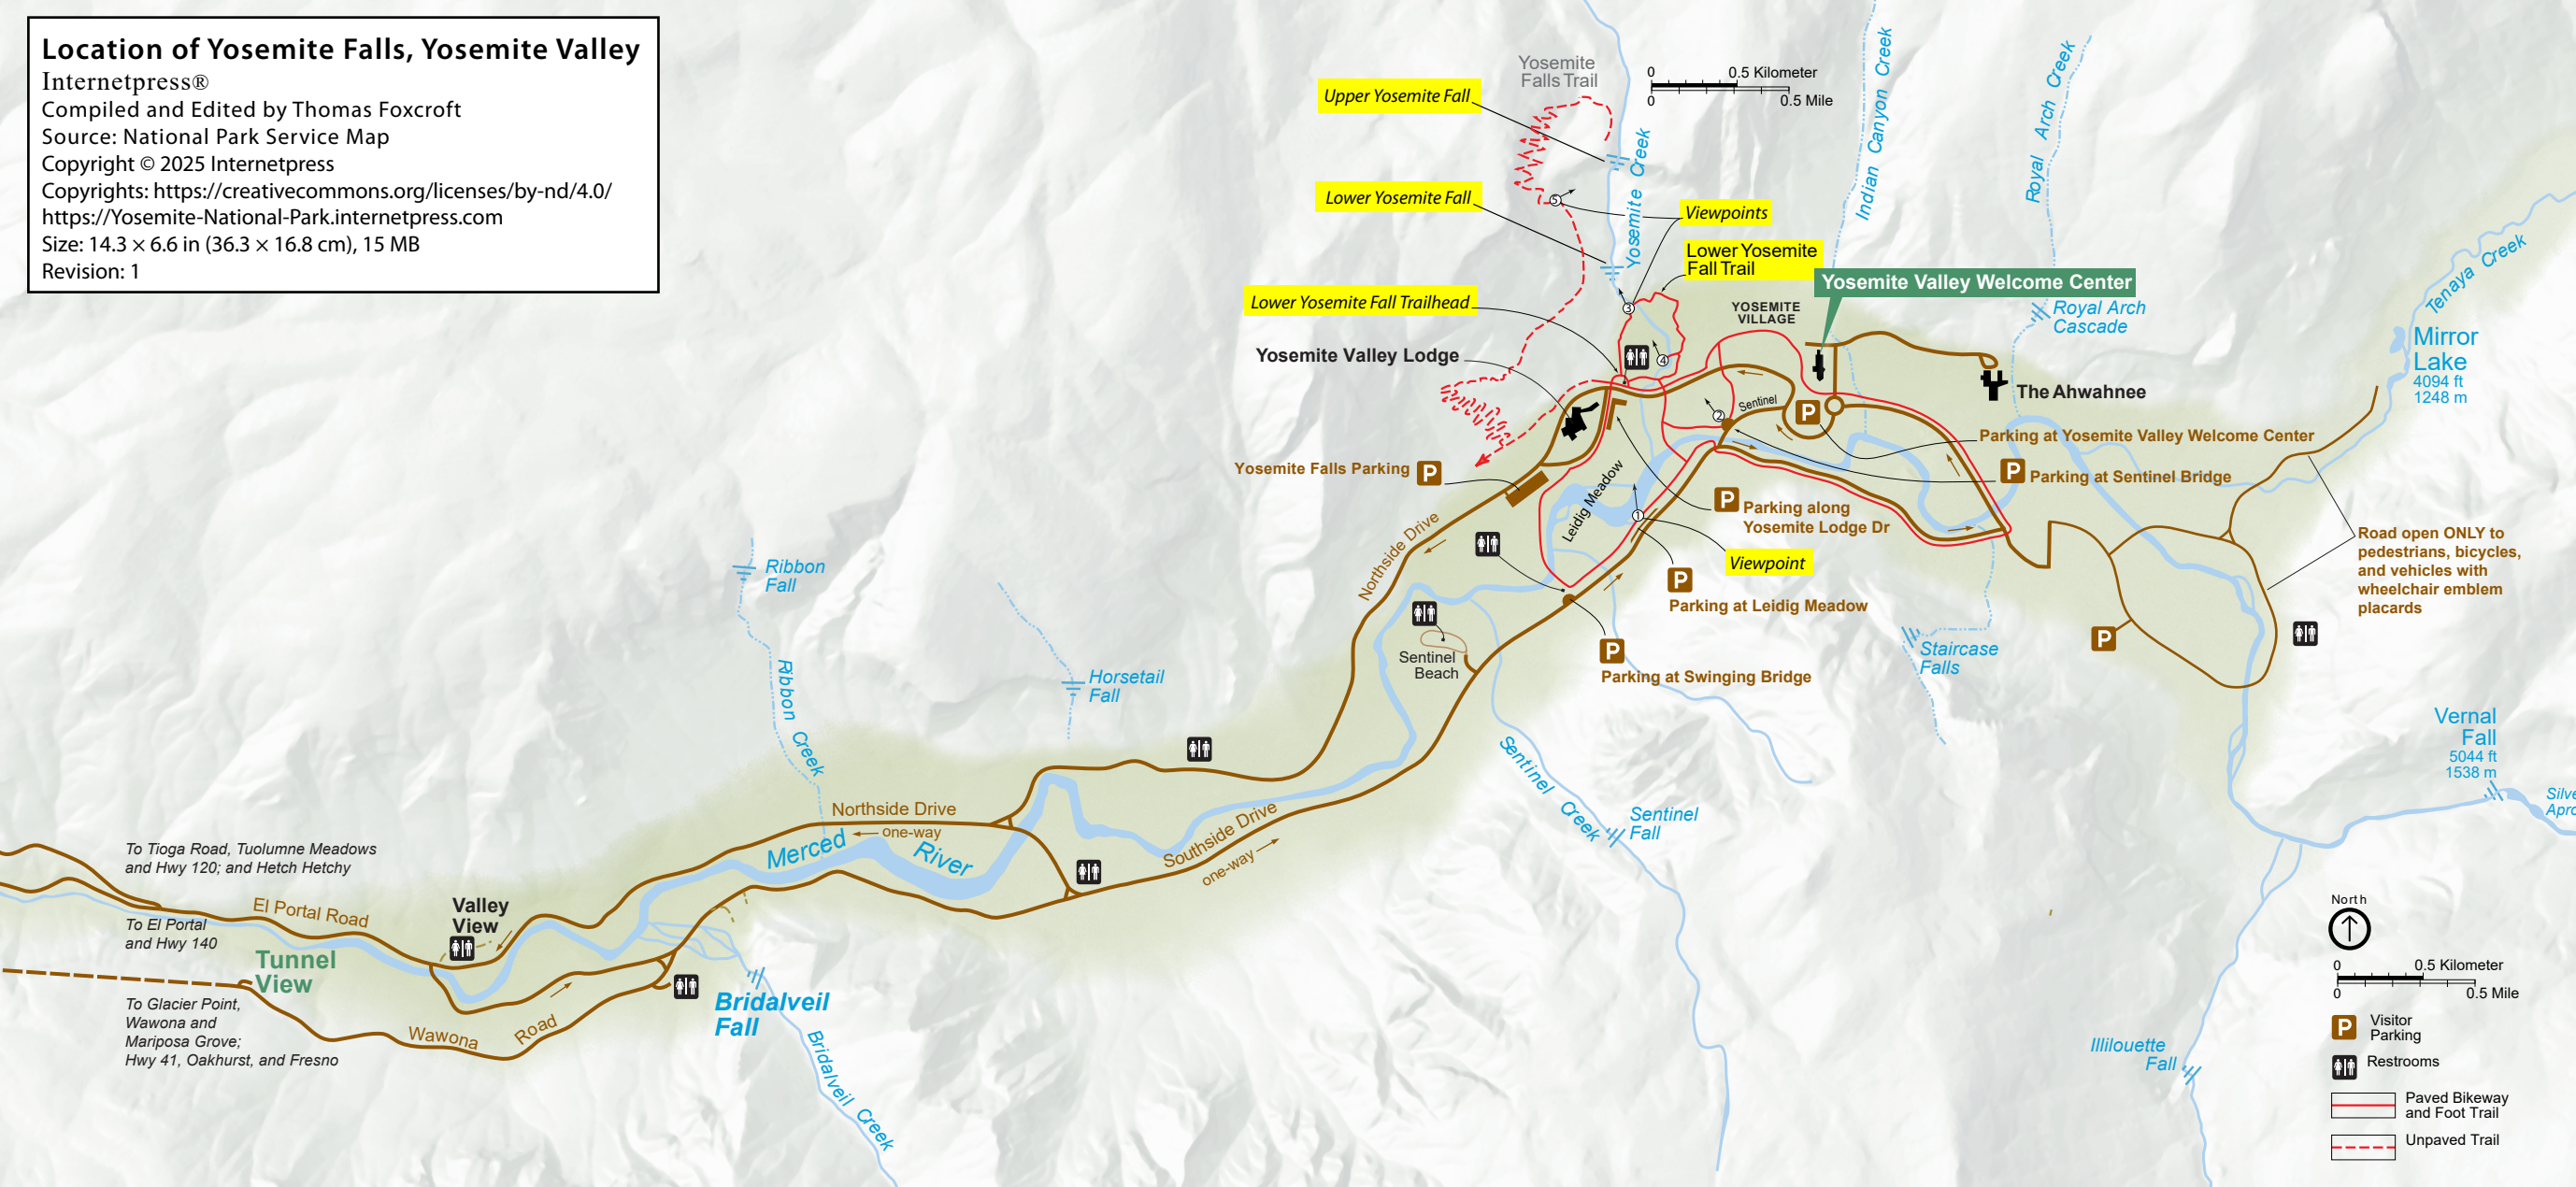 Location of Yosemite Falls, Yosemite Valley
Internetpress®
Compiled and Edited by Thomas Foxcroft
Source: National Park Service Map
Copyright © 2025 Internetpress
Copyrights: https://creativecommons.org/licenses/by-nd/4.0/
https://Yosemite-National-Park.internetpress.com
Size: 14.3 × 6.6 in (36.3 × 16.8 cm), 15 MB
Revision: 1
Yosemite
Falls Trail
0 0.5 Kilometer
0 0.5 Mile
Upper Yosemite Fall
Lower Yosemite Fall
Yosemite Creek
Indian Canyon Creek
Royal Arch Creek
Tenaya Creek
5
Viewpoints
Lower Yosemite
Fall Trail
Yosemite Valley Welcome Center
Lower Yosemite Fall Trailhead
3
YOSEMITE
VILLAGE
Royal Arch
Cascade
Mirror
Lake
4094 ft
1248 m
Yosemite Valley Lodge
4
The Ahwahnee
2
Sentinel
P
Parking at Yosemite Valley Welcome Center
Yosemite Falls Parking
P
P
Parking at Sentinel Bridge
Leidig Meadow
1
P
Parking along
Yosemite Lodge Dr
Northside Drive
Viewpoint
Road open ONLY to
pedestrians, bicycles,
and vehicles with
wheelchair emblem
placards
P
Parking at Leidig Meadow
Ribbon
Fall
Ribbon Creek
Horsetail
Fall
Sentinel
Beach
P
Parking at Swinging Bridge
Staircase
Falls
P
Vernal
Fall
5044 ft
1538 m
Silve
Apro
Sentinel Creek
Sentinel
Fall
Northside Drive
one-way
Merced
River
Southside Drive
one-way
To Tioga Road, Tuolumne Meadows
and Hwy 120; and Hetch Hetchy
El Portal Road
Valley
View
To El Portal
and Hwy 140
Tunnel
View
To Glacier Point,
Wawona and
Mariposa Grove;
Hwy 41, Oakhurst, and Fresno
Wawona Road
Bridalveil
Fall
Bridalveil Creek
Illilouette
Fall
North
0 0.5 Kilometer
0 0.5 Mile
P
Visitor
Parking
Restrooms
Paved Bikeway
and Foot Trail
Unpaved Trail